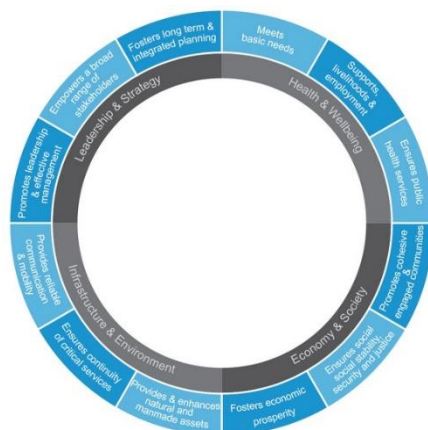 Meets
basic needs
Supports
livelihoods &
employment
Ensures public
health services
Promotes cohesive
&
engaged communities
Ensures social
social stability,
security and justice
Fosters economic
prosperity
Provides & enhances
natural and
manmade assets
Ensures continuity
of critical services
Provides reliable
communication
& mobility
Promotes leadership
& effective
management
Empowers a broad
range of
stakeholders
Fosters long term &
integrated planning
Health & Wellbeing
Economy & Society
Infrastructure & Environment
Leadership & Strategy